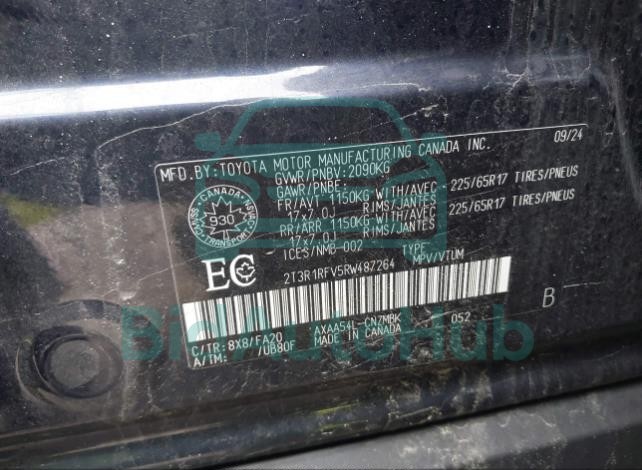 09/24
MFD.BY:TOYOTA MOTOR MANUFACTURING CANADA INC.
GVWR/PNBV:2090KG
GAWR/PNBE:
FR/AVT 1150KG WITH/AVEC - 225/65R17 TIRES/PNEUS
17x7.0J RIMS/JANTES
RR/ARR 1150KG WITH/AVEC - 225/65R17 TIRES/PNEUS
17x7.0J RIMS/JANTES
ICES/NMB-002 TYPE:
2T3R1RFV5RW487264 MPV/VTUM
CANADA
930
TRANSPORT
EC
B
C/TR:8X8/FA20 AXAA54L-CNZMBK 052
A/TM: /UB80F MADE IN CANADA
BidAutoHub